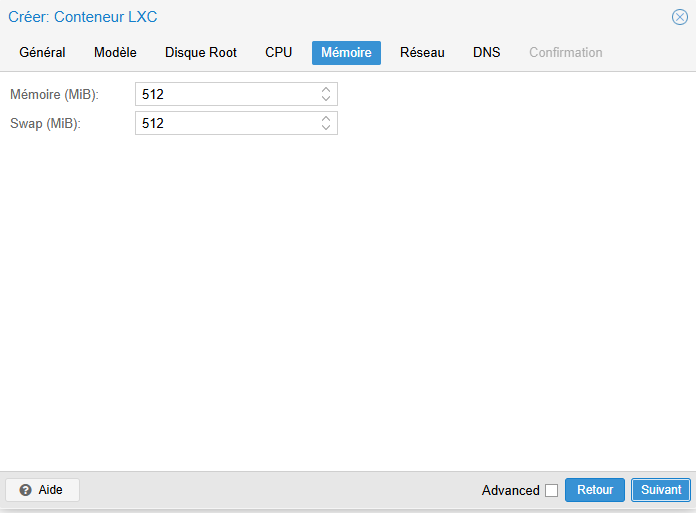 Créer: Conteneur LXC
Général Modèle Disque Root CPU Mémoire Réseau DNS Confirmation
Mémoire (MiB): 512
Swap (MiB): 512
Aide Advanced Retour Suivant